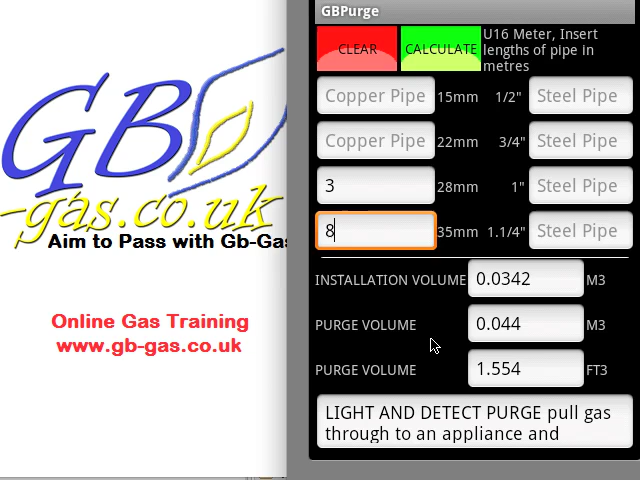 GB
-gas.co.uk
Aim to Pass with Gb-Gas
Online Gas Training
www.gb-gas.co.uk
GBPurge
CLEAR
CALCULATE
U16 Meter, Insert
lengths of pipe in
metres
Copper Pipe 15mm 1/2" Steel Pipe
Copper Pipe 22mm 3/4" Steel Pipe
3 28mm 1" Steel Pipe
8 35mm 1.1/4" Steel Pipe
INSTALLATION VOLUME 0.0342 M3
PURGE VOLUME 0.044 M3
PURGE VOLUME 1.554 FT3
LIGHT AND DETECT PURGE pull gas
through to an appliance and